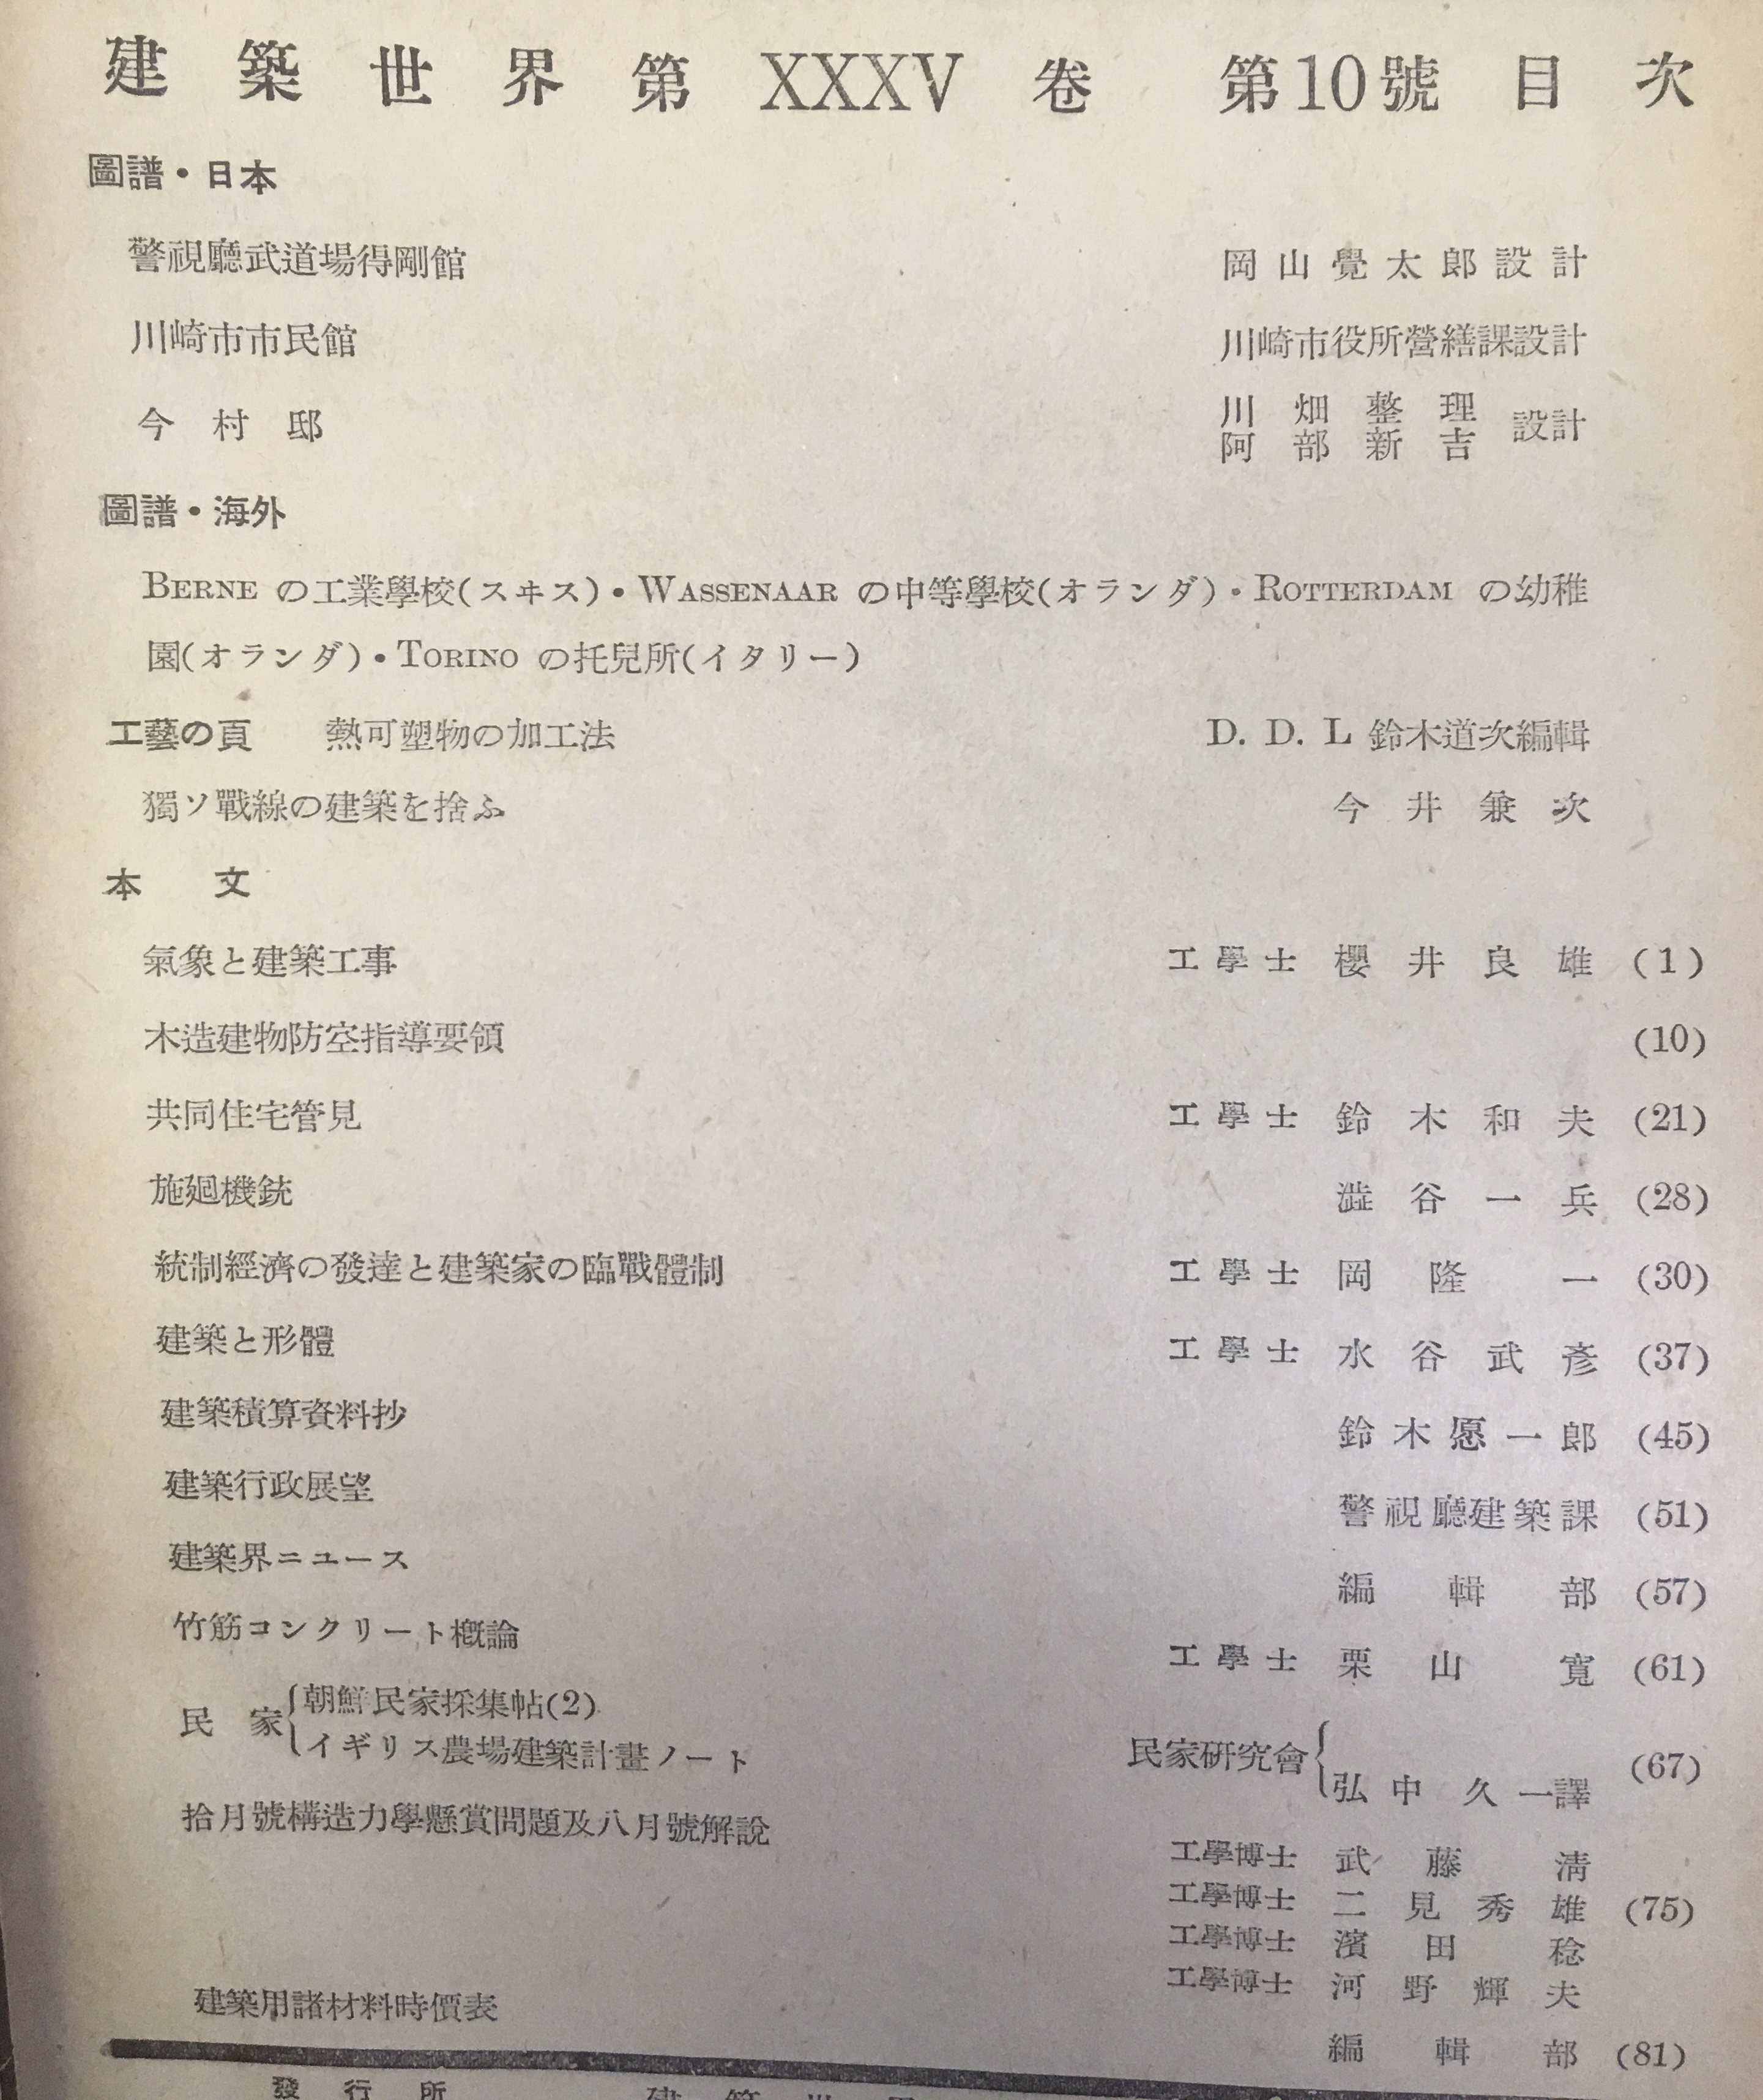 建築世界第XXXV卷 第10號目次
圖譜・日本
警視廳武道場得剛館 岡山覺太郎設計
川崎市市民館 川崎市役所營繕課設計
今村邸 川畑整理 阿部新吉 設計
圖譜・海外
BERNE の工業學校(スヰス)・WASSENAAR の中等學校(オランダ)・ROTTERDAM の幼稚
園(オランダ)・TORINO の托兒所(イタリー)
工藝の頁 熱可塑物の加工法 D. D. L 鈴木道次編輯
獨ソ戰線の建築を捨ふ 今井兼次
本文
氣象と建築工事 工學士 櫻井良雄 (1)
木造建物防空指導要領 (10)
共同住宅管見 工學士 鈴木和夫 (21)
施廻機銃 澁谷一兵 (28)
統制經濟の發達と建築家の臨戰體制 工學士 岡隆一 (30)
建築と形體 工學士 水谷武彥 (37)
建築積算資料抄 鈴木愿一郎 (45)
建築行政展望 警視廳建築課 (51)
建築界ニユース 編輯部 (57)
竹筋コンクリート概論 工學士 栗山寬 (61)
民家{朝鮮民家採集帖(2)
イギリス農場建築計畫ノート 民家硏究會{弘中久一譯 (67)
拾月號構造力學懸賞問題及八月號解說
工學博士 武藤淸
工學博士 二見秀雄 (75)
工學博士 濱田稔
工學博士 河野輝夫
建築用諸材料時價表 編輯部 (81)
發行所